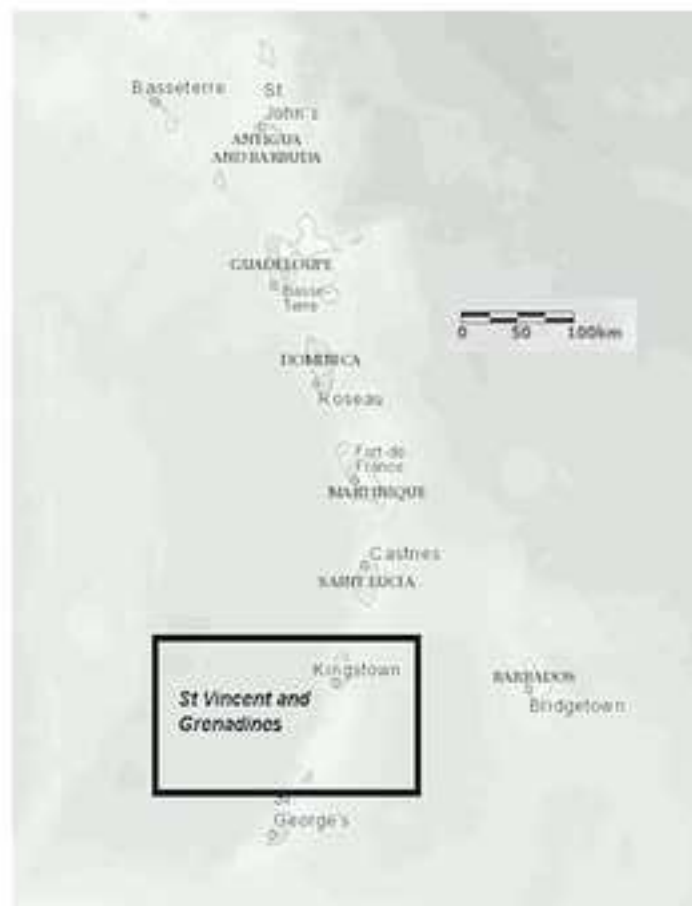 Basseterre
St
John's
ANTIGUA
AND BARBUDA
GUADELOUPE
Basse-
Terre
0 50 100km
DOMINICA
Roseau
Fort-de
France
MARTINIQUE
Castries
SAINT LUCIA
Kingstown
St Vincent and
Grenadines
BARBADOS
Bridgetown
St
George's